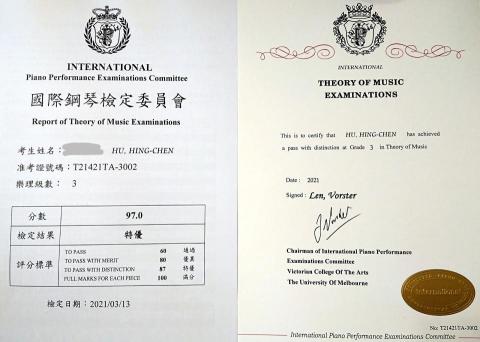 INTERNATIONAL
Piano Performance Examinations Committee
國際鋼琴檢定委員會
Report of Theory of Music Examinations
考生姓名: HU, HING-CHEN
准考證號碼: T21421TA-3002
樂理級數: 3
分數 97.0
檢定結果 特優
評分標準
TO PASS 60 通過
TO PASS WITH MERIT 80 優異
TO PASS WITH DISTINCTION 87 特優
FULL MARKS FOR EACH PIECE 100 滿分
檢定日期: 2021/03/13
THEORY OF MUSIC
EXAMINATIONS
This is to certify that HU, HING-CHEN has achieved
a pass with distinction at Grade 3 in Theory of Music
Date : 2021
Signed : Len, Vorster
Chairman of International Piano Performance
Examinations Committee
Victorian College Of The Arts
The University Of Melbourne
International
No: T21421TA-3002
International Piano Performance Examinations Committee